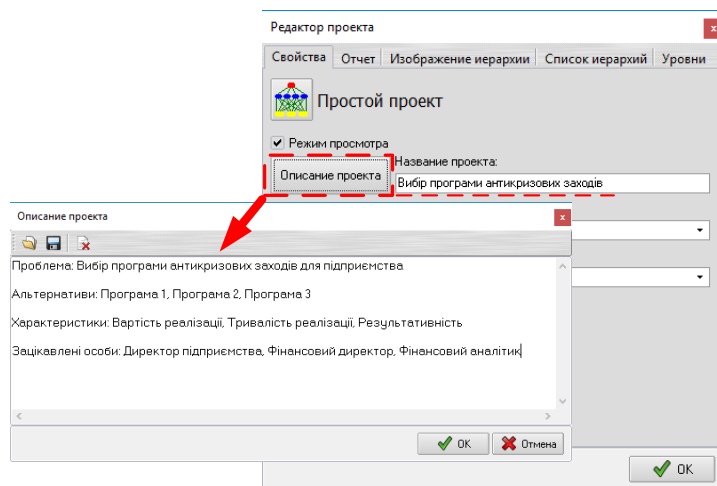 Редактор проекта
x
Свойства Отчет Изображение иерархии Список иерархий Уровни
Простой проект
Режим просмотра
Название проекта:
Описание проекта
Вибір програми антикризових заходів
Описание проекта
x
Проблема: Вибір програми антикризових заходів для підприємства
Альтернативи: Програма 1, Програма 2, Програма 3
Характеристики: Вартість реалізації, Тривалість реалізації, Результативність
Зацікавлені особи: Директор підприємства, Фінансовий директор, Фінансовий аналітик
OK Отмена
OK